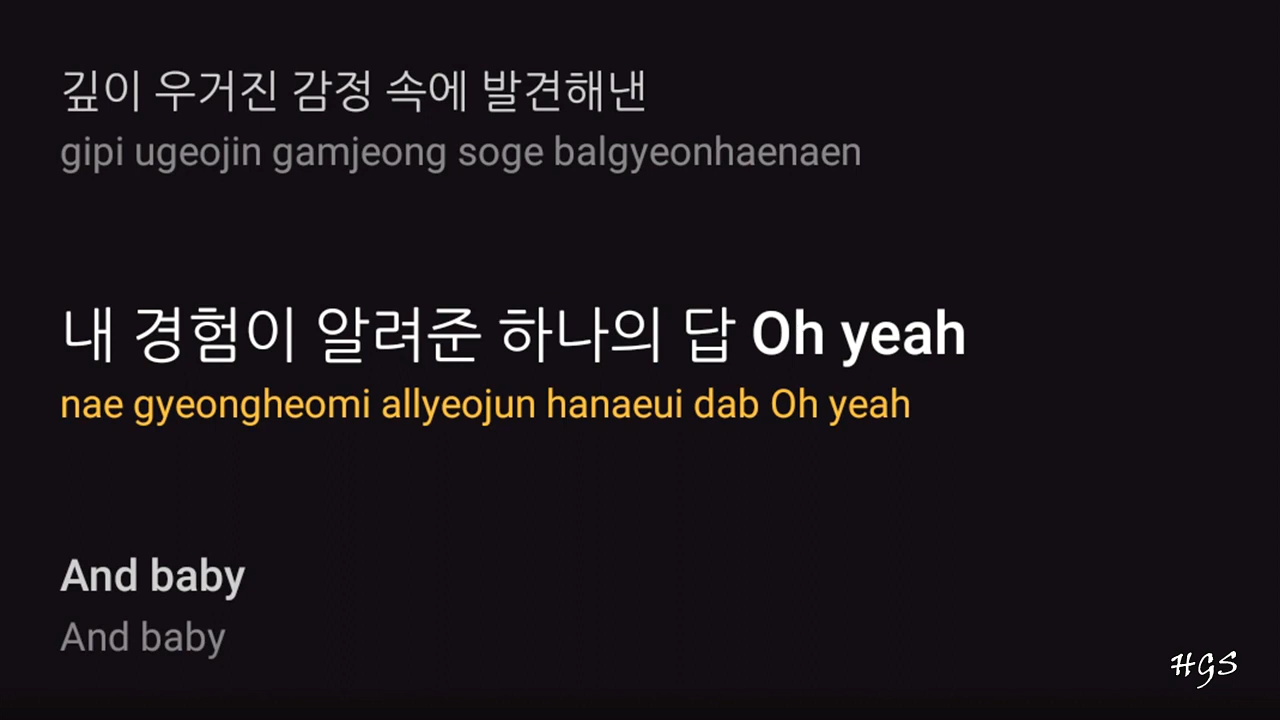 깊이 우거진 감정 속에 발견해낸
gipi ugeojin gamjeong soge balgyeonhaenaen
내 경험이 알려준 하나의 답 Oh yeah
nae gyeongheomi allyeojun hanaeui dab Oh yeah
And baby
And baby
HGS